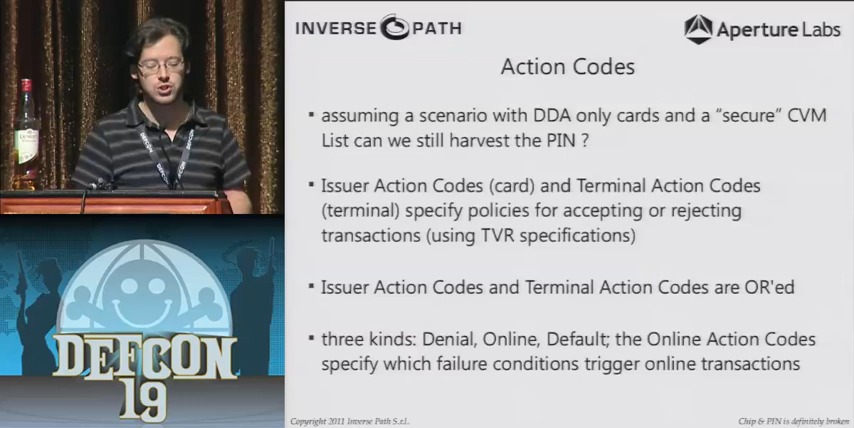 INVERSE PATH
Aperture Labs
Action Codes
▪ assuming a scenario with DDA only cards and a “secure” CVM
List can we still harvest the PIN ?
▪ Issuer Action Codes (card) and Terminal Action Codes
(terminal) specify policies for accepting or rejecting
transactions (using TVR specifications)
▪ Issuer Action Codes and Terminal Action Codes are OR'ed
▪ three kinds: Denial, Online, Default; the Online Action Codes
specify which failure conditions trigger online transactions
DEFCON
19
Copyright 2011 Inverse Path S.r.l.
Chip & PIN is definitely broken